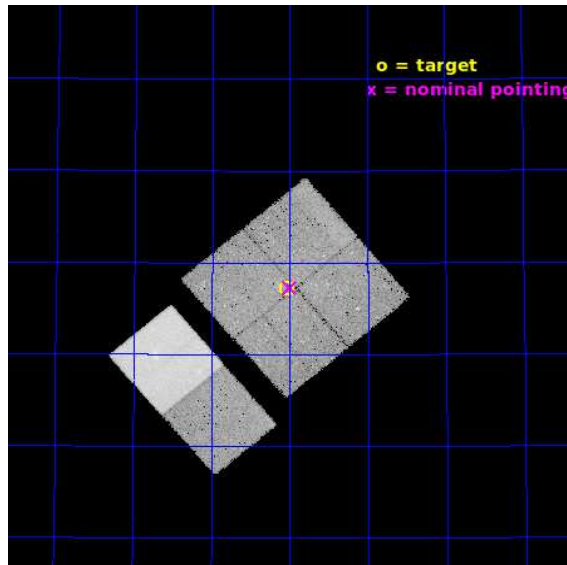 o = target
x = nominal pointing